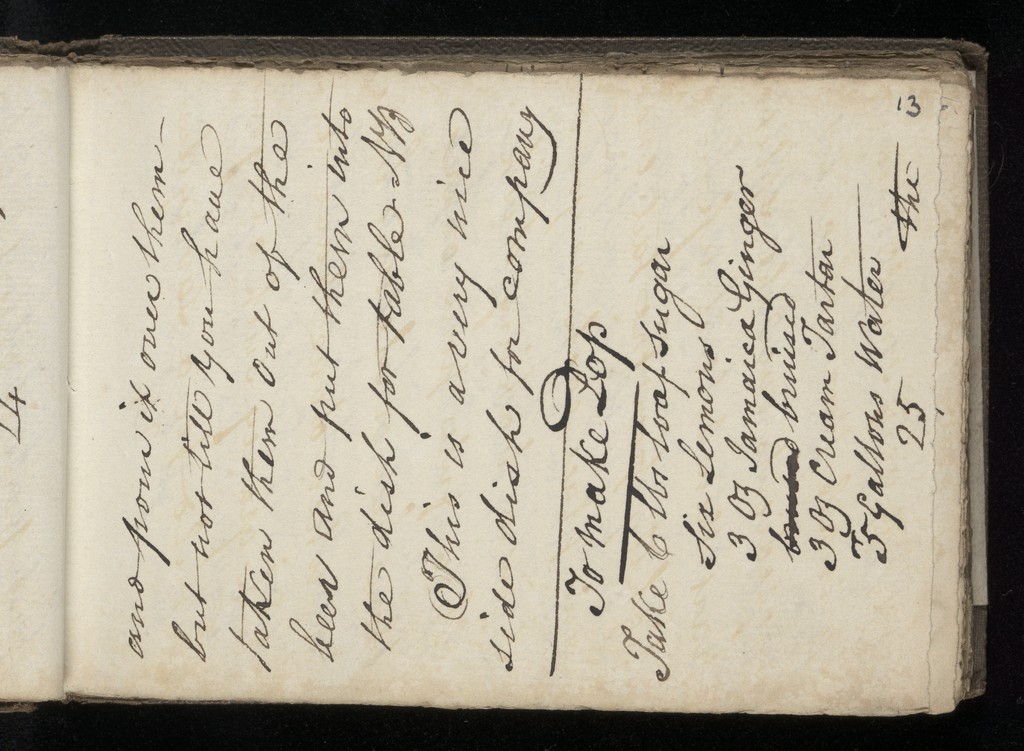 and pour it over them
but not till you have
taken them out of the
beer and put them into
the dish for table - NB
This is a very nice
side dish for company
To make Pop
Take 6 lbs loaf sugar
Six Lemons
3 Oz Jamaica Ginger
bruised
3 Oz Cream Tartar
5 Gallons Water
25
the
13
14